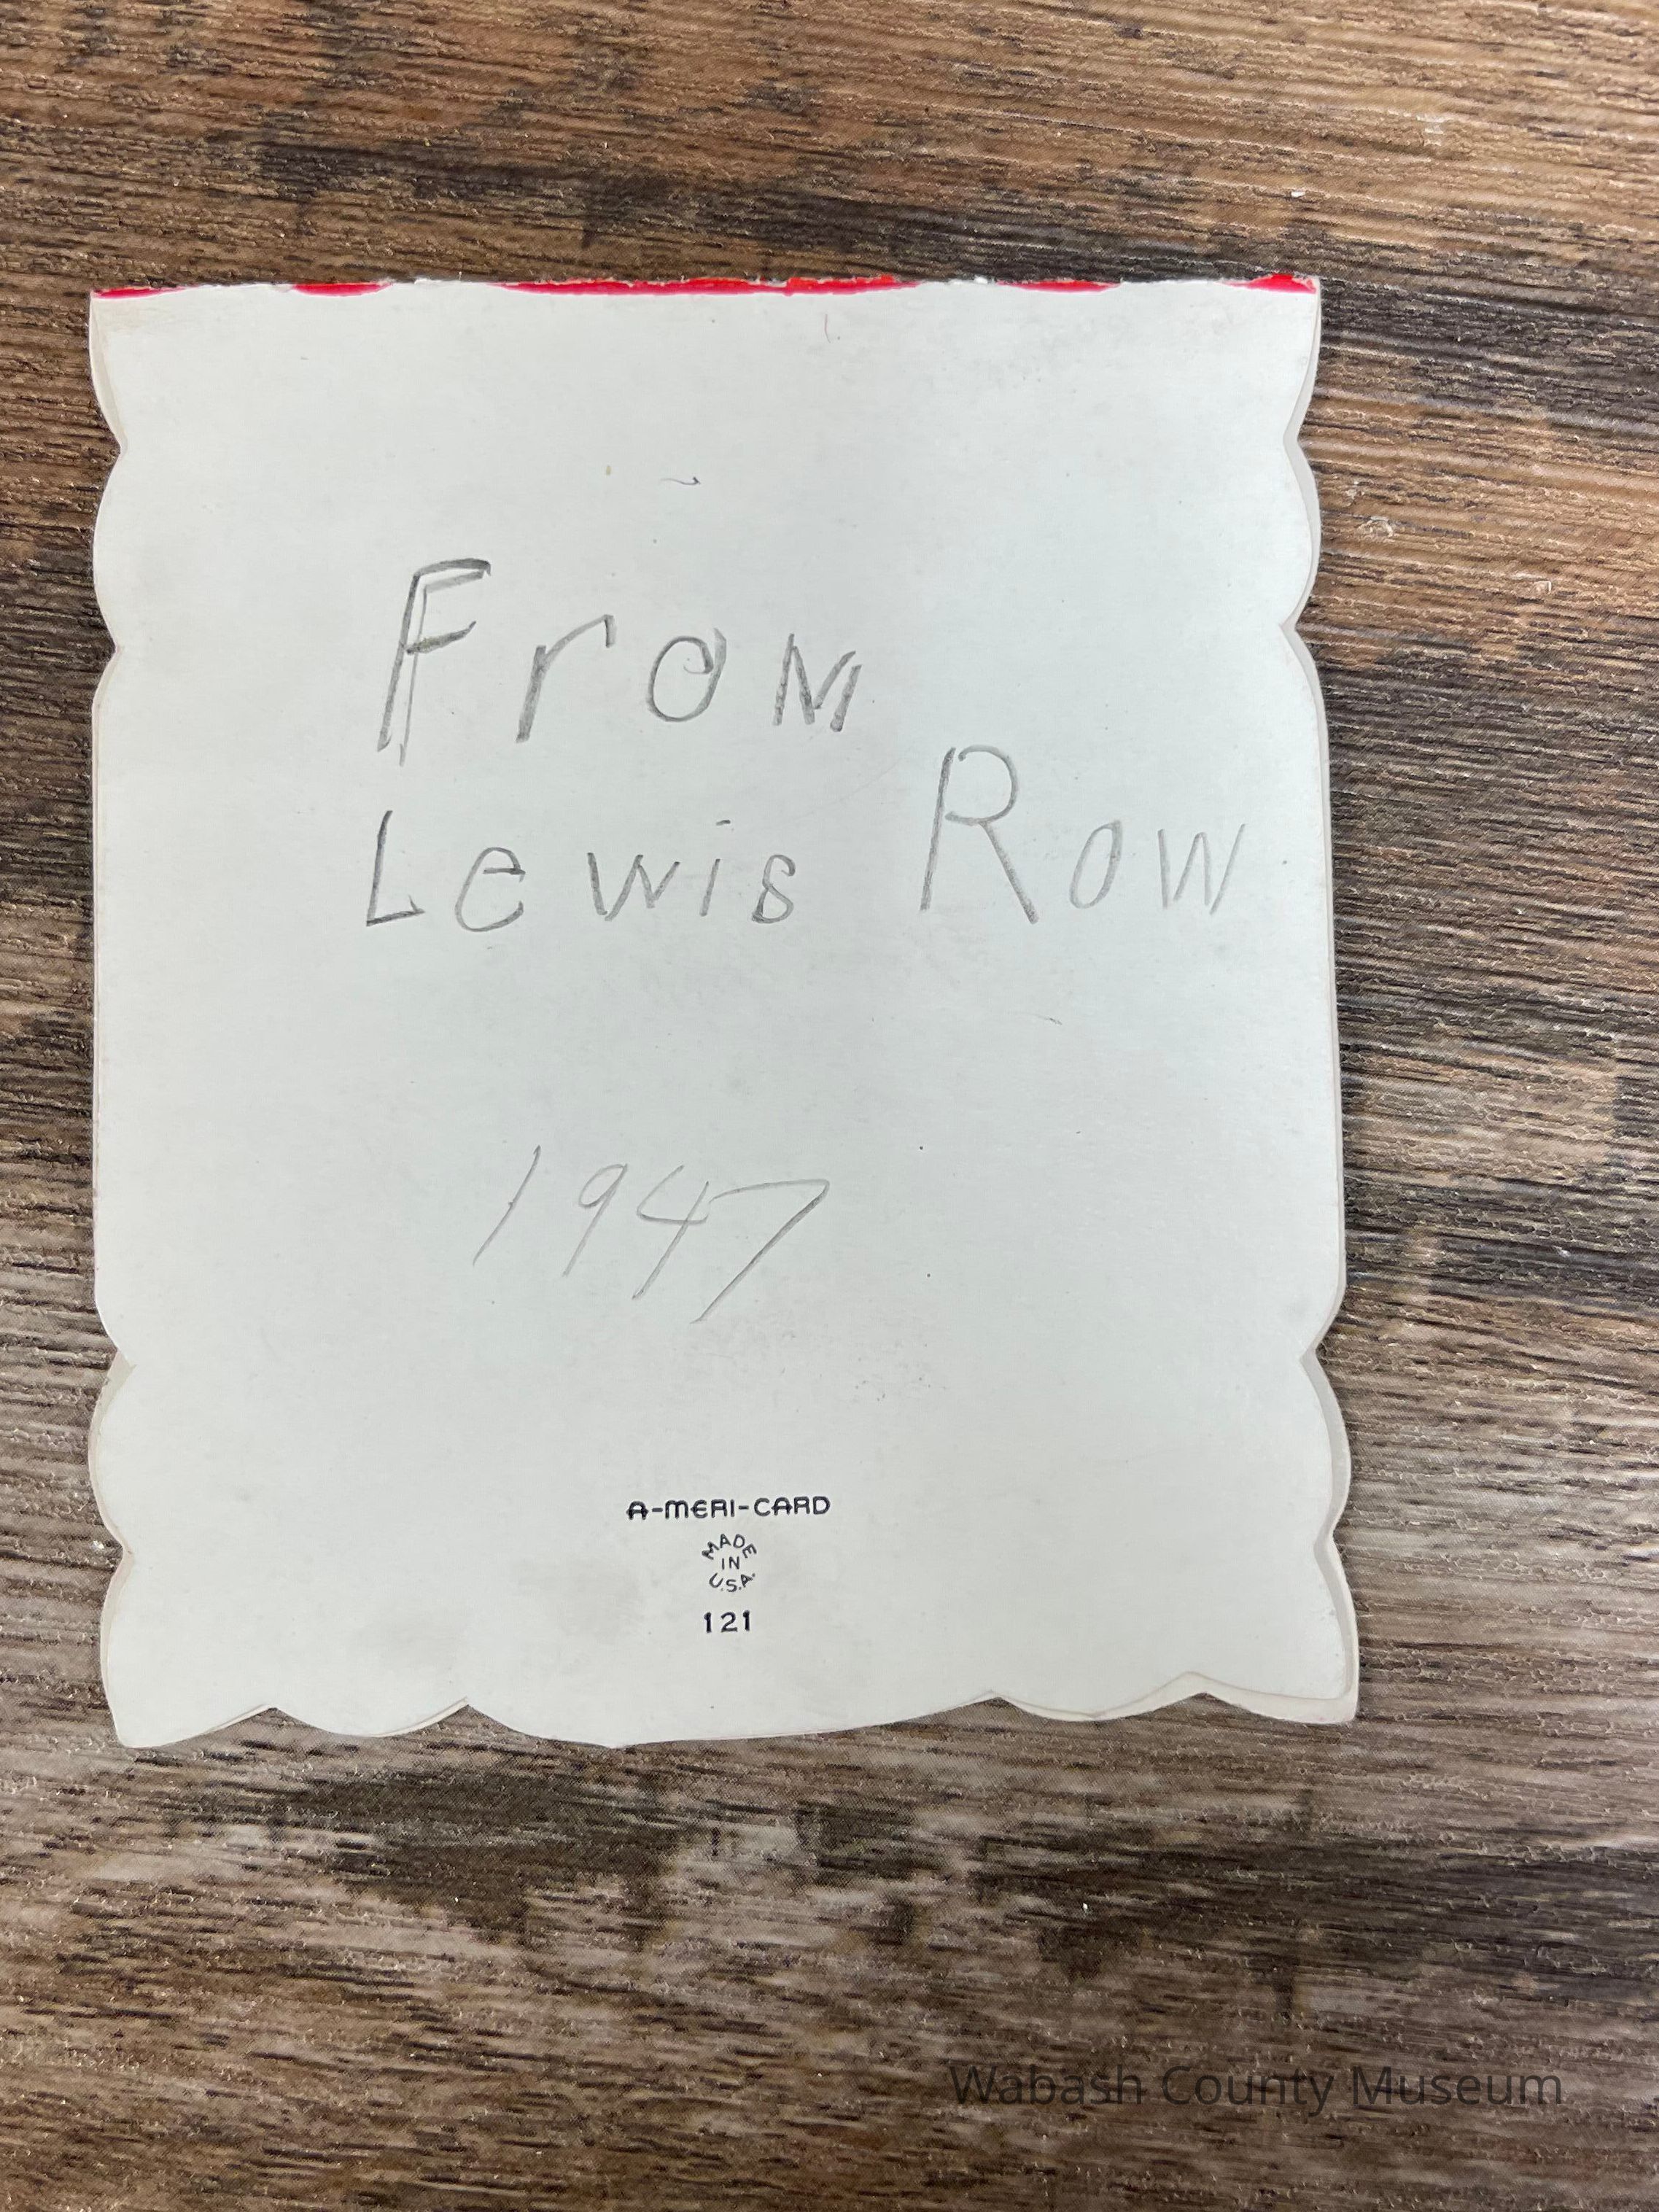 From
Lewis Row
1947
A-MERI-CARD
MADE
IN
U.S.A.
121
Wabash County Museum